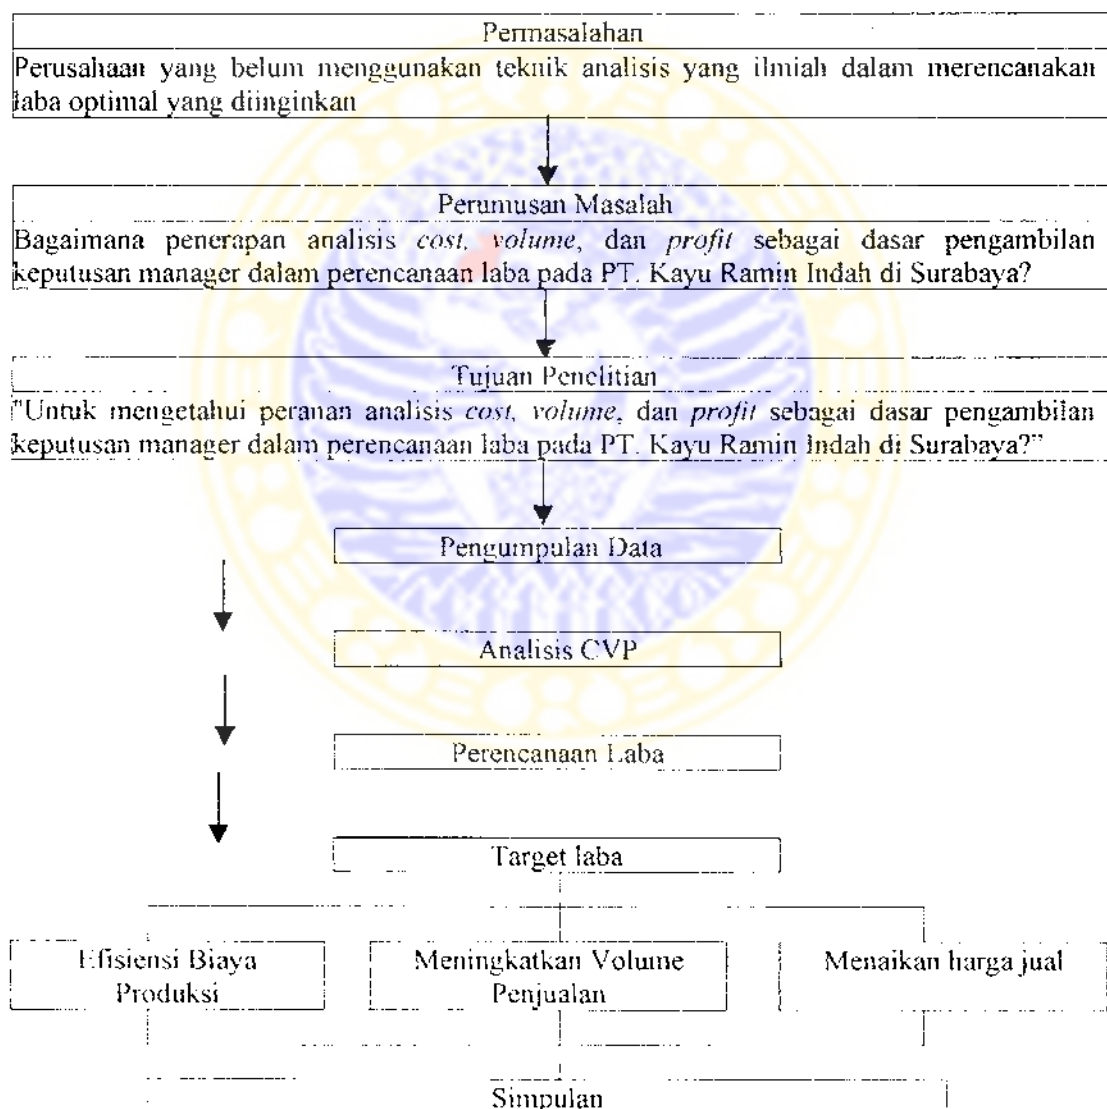 Permasalahan
Perusahaan yang belum menggunakan teknik analisis yang ilmiah dalam merencanakan
laba optimal yang diinginkan
Perumusan Masalah
Bagaimana penerapan analisis cost, volume, dan profit sebagai dasar pengambilan
keputusan manager dalam perencanaan laba pada PT. Kayu Ramin Indah di Surabaya?
Tujuan Penelitian
"Untuk mengetahui peranan analisis cost, volume, dan profit sebagai dasar pengambilan
keputusan manager dalam perencanaan laba pada PT. Kayu Ramin Indah di Surabaya?"
Pengumpulan Data
Analisis CVP
Perencanaan Laba
Target laba
Efisiensi Biaya
Produksi
Meningkatkan Volume
Penjualan
Menaikan harga jual
Simpulan